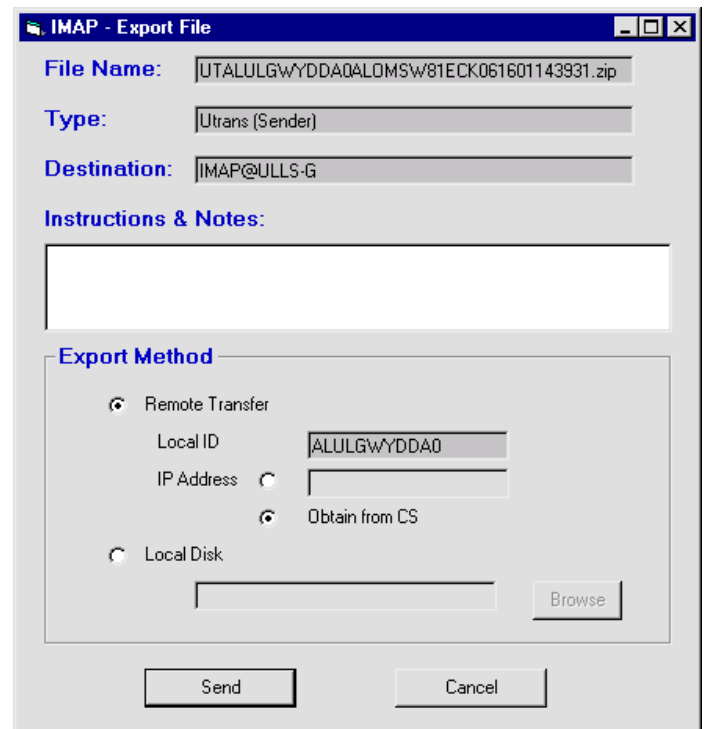 IMAP - Export File
File Name: UTALULGWYDDA0ALOMSW81ECK061601143931.zip
Type: Utrans (Sender)
Destination: IMAP@ULLS-G
Instructions & Notes:
Export Method
Remote Transfer
Local ID ALULGWYDDA0
IP Address
Obtain from CS
Local Disk
Browse
Send Cancel